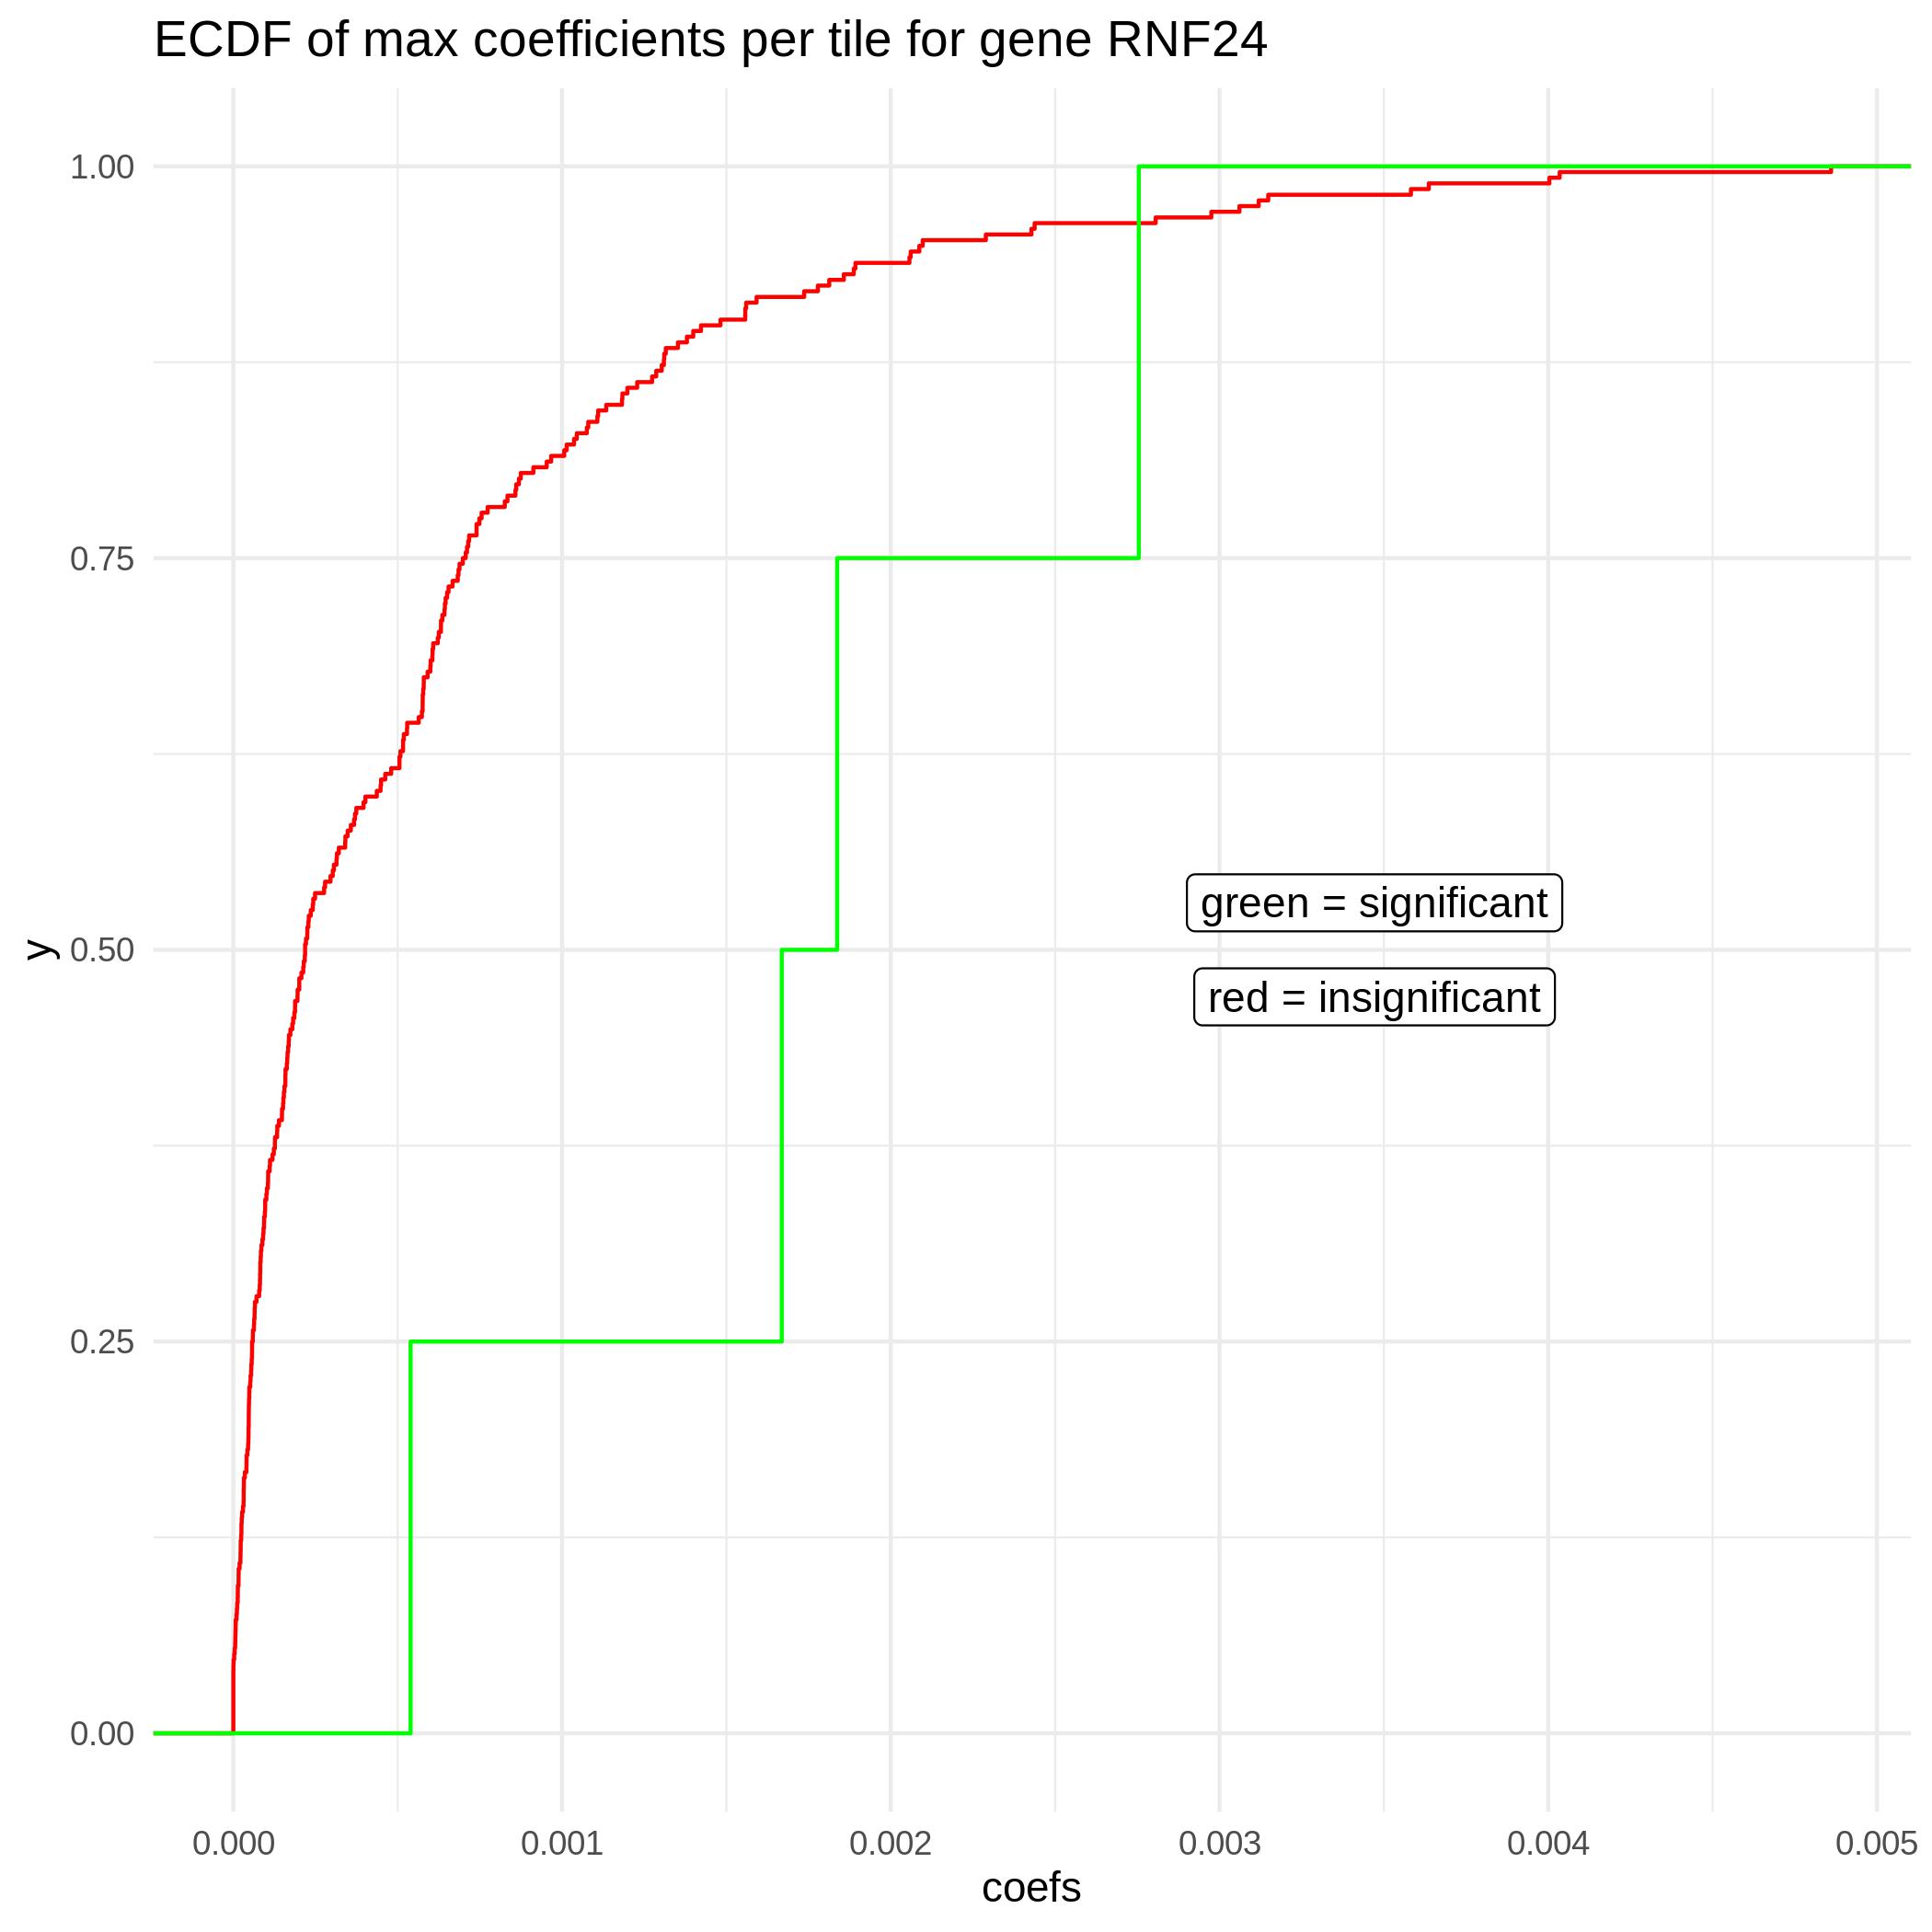 ECDF of max coefficients per tile for gene RNF24
1.00
0.75
0.50
0.25
0.00
y
green = significant
red = insignificant
0.000 0.001 0.002 0.003 0.004 0.005
coefs